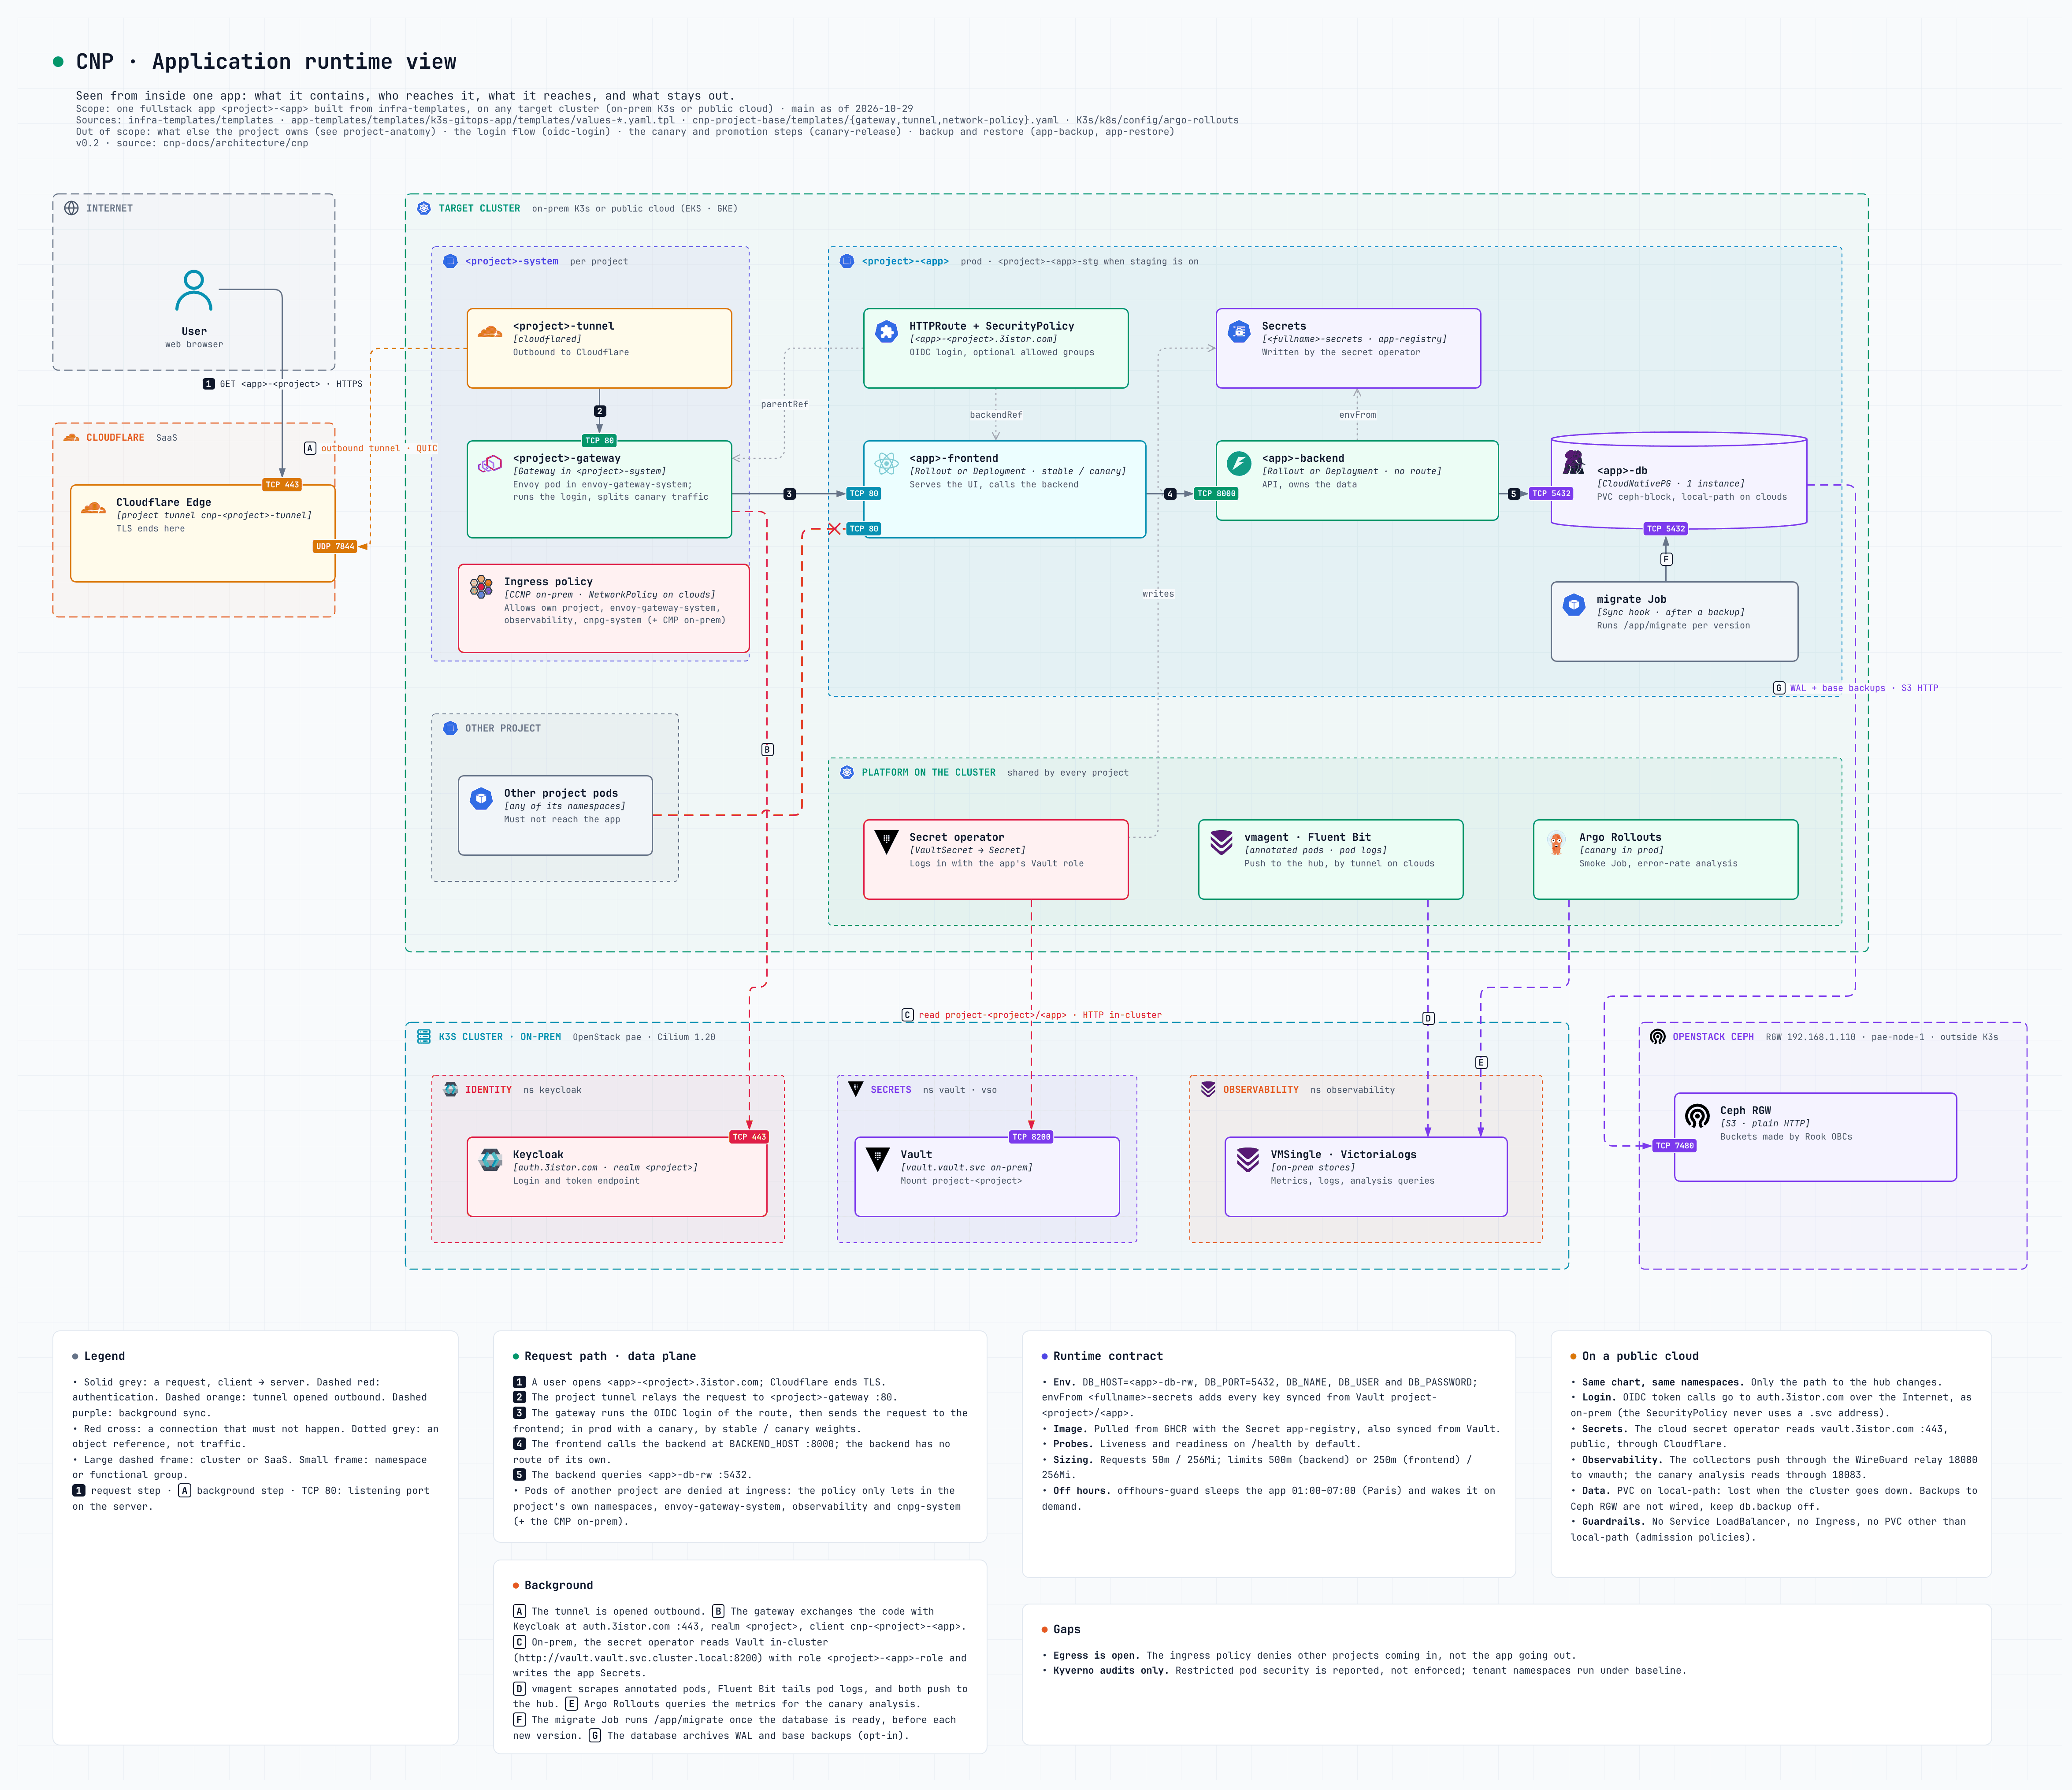 CNP · Application runtime view
Seen from inside one app: what it contains, who reaches it, what it reaches, and what stays out.
Scope: one fullstack app <project>-<app> built from infra-templates, on any target cluster (on-prem K3s or public cloud) · main as of 2026-10-29
Sources: infra-templates/templates · app-templates/templates/k3s-gitops-app/templates/values-*.yaml.tpl · cnp-project-base/templates/{gateway,tunnel,network-policy}.yaml · K3s/k8s/config/argo-rollouts
Out of scope: what else the project owns (see project-anatomy) · the login flow (oidc-login) · the canary and promotion steps (canary-release) · backup and restore (app-backup, app-restore)
v0.2 · source: cnp-docs/architecture/cnp
INTERNET
User
web browser
1 GET <app>-<project> · HTTPS
CLOUDFLARE SaaS
A outbound tunnel · QUIC
TCP 443
Cloudflare Edge
[project tunnel cnp-<project>-tunnel]
TLS ends here
UDP 7844
TARGET CLUSTER on-prem K3s or public cloud (EKS · GKE)
<project>-system per project
<project>-tunnel
[cloudflared]
Outbound to Cloudflare
2
TCP 80
<project>-gateway
[Gateway in <project>-system]
Envoy pod in envoy-gateway-system;
runs the login, splits canary traffic
Ingress policy
[CCNP on-prem · NetworkPolicy on clouds]
Allows own project, envoy-gateway-system,
observability, cnpg-system (+ CMP on-prem)
parentRef
3
<project>-<app> prod · <project>-<app>-stg when staging is on
HTTPRoute + SecurityPolicy
[<app>-<project>.3istor.com]
OIDC login, optional allowed groups
backendRef
Secrets
[<fullname>-secrets · app-registry]
Written by the secret operator
envFrom
<app>-frontend
[Rollout or Deployment · stable / canary]
Serves the UI, calls the backend
TCP 80
TCP 80
4
TCP 8000
<app>-backend
[Rollout or Deployment · no route]
API, owns the data
5
TCP 5432
<app>-db
[CloudNativePG · 1 instance]
PVC ceph-block, local-path on clouds
TCP 5432
F
migrate Job
[Sync hook · after a backup]
Runs /app/migrate per version
writes
G WAL + base backups · S3 HTTP
OTHER PROJECT
Other project pods
[any of its namespaces]
Must not reach the app
B
PLATFORM ON THE CLUSTER shared by every project
Secret operator
[VaultSecret → Secret]
Logs in with the app's Vault role
vmagent · Fluent Bit
[annotated pods · pod logs]
Push to the hub, by tunnel on clouds
Argo Rollouts
[canary in prod]
Smoke Job, error-rate analysis
C read project-<project>/<app> · HTTP in-cluster
D
E
K3S CLUSTER · ON-PREM OpenStack pae · Cilium 1.20
IDENTITY ns keycloak
TCP 443
Keycloak
[auth.3istor.com · realm <project>]
Login and token endpoint
SECRETS ns vault · vso
TCP 8200
Vault
[vault.vault.svc on-prem]
Mount project-<project>
OBSERVABILITY ns observability
VMSingle · VictoriaLogs
[on-prem stores]
Metrics, logs, analysis queries
OPENSTACK CEPH RGW 192.168.1.110 · pae-node-1 · outside K3s
TCP 7480
Ceph RGW
[S3 · plain HTTP]
Buckets made by Rook OBCs
Legend
• Solid grey: a request, client → server. Dashed red:
authentication. Dashed orange: tunnel opened outbound. Dashed
purple: background sync.
• Red cross: a connection that must not happen. Dotted grey: an
object reference, not traffic.
• Large dashed frame: cluster or SaaS. Small frame: namespace
or functional group.
1 request step · A background step · TCP 80: listening port
on the server.
Request path · data plane
1 A user opens <app>-<project>.3istor.com; Cloudflare ends TLS.
2 The project tunnel relays the request to <project>-gateway :80.
3 The gateway runs the OIDC login of the route, then sends the request to the
frontend; in prod with a canary, by stable / canary weights.
4 The frontend calls the backend at BACKEND_HOST :8000; the backend has no
route of its own.
5 The backend queries <app>-db-rw :5432.
• Pods of another project are denied at ingress: the policy only lets in the
project's own namespaces, envoy-gateway-system, observability and cnpg-system
(+ the CMP on-prem).
Background
A The tunnel is opened outbound. B The gateway exchanges the code with
Keycloak at auth.3istor.com :443, realm <project>, client cnp-<project>-<app>.
C On-prem, the secret operator reads Vault in-cluster
(http://vault.vault.svc.cluster.local:8200) with role <project>-<app>-role and
writes the app Secrets.
D vmagent scrapes annotated pods, Fluent Bit tails pod logs, and both push to
the hub. E Argo Rollouts queries the metrics for the canary analysis.
F The migrate Job runs /app/migrate once the database is ready, before each
new version. G The database archives WAL and base backups (opt-in).
Runtime contract
• Env. DB_HOST=<app>-db-rw, DB_PORT=5432, DB_NAME, DB_USER and DB_PASSWORD;
envFrom <fullname>-secrets adds every key synced from Vault project-
<project>/<app>.
• Image. Pulled from GHCR with the Secret app-registry, also synced from Vault.
• Probes. Liveness and readiness on /health by default.
• Sizing. Requests 50m / 256Mi; limits 500m (backend) or 250m (frontend) /
256Mi.
• Off hours. offhours-guard sleeps the app 01:00–07:00 (Paris) and wakes it on
demand.
On a public cloud
• Same chart, same namespaces. Only the path to the hub changes.
• Login. OIDC token calls go to auth.3istor.com over the Internet, as
on-prem (the SecurityPolicy never uses a .svc address).
• Secrets. The cloud secret operator reads vault.3istor.com :443,
public, through Cloudflare.
• Observability. The collectors push through the WireGuard relay 18080
to vmauth; the canary analysis reads through 18083.
• Data. PVC on local-path: lost when the cluster goes down. Backups to
Ceph RGW are not wired, keep db.backup off.
• Guardrails. No Service LoadBalancer, no Ingress, no PVC other than
local-path (admission policies).
Gaps
• Egress is open. The ingress policy denies other projects coming in, not the app going out.
• Kyverno audits only. Restricted pod security is reported, not enforced; tenant namespaces run under baseline.